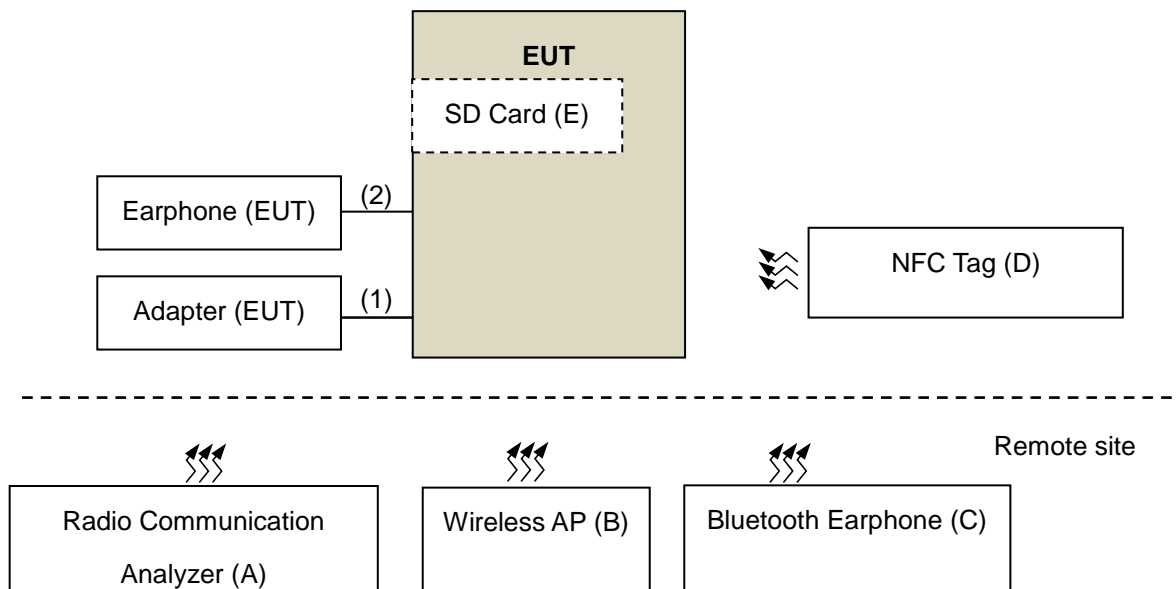 EUT
SD Card (E)
(2)
Earphone (EUT)
NFC Tag (D)
(1)
Adapter (EUT)
Remote site
Radio Communication
Analyzer (A)
Wireless AP (B)
Bluetooth Earphone (C)